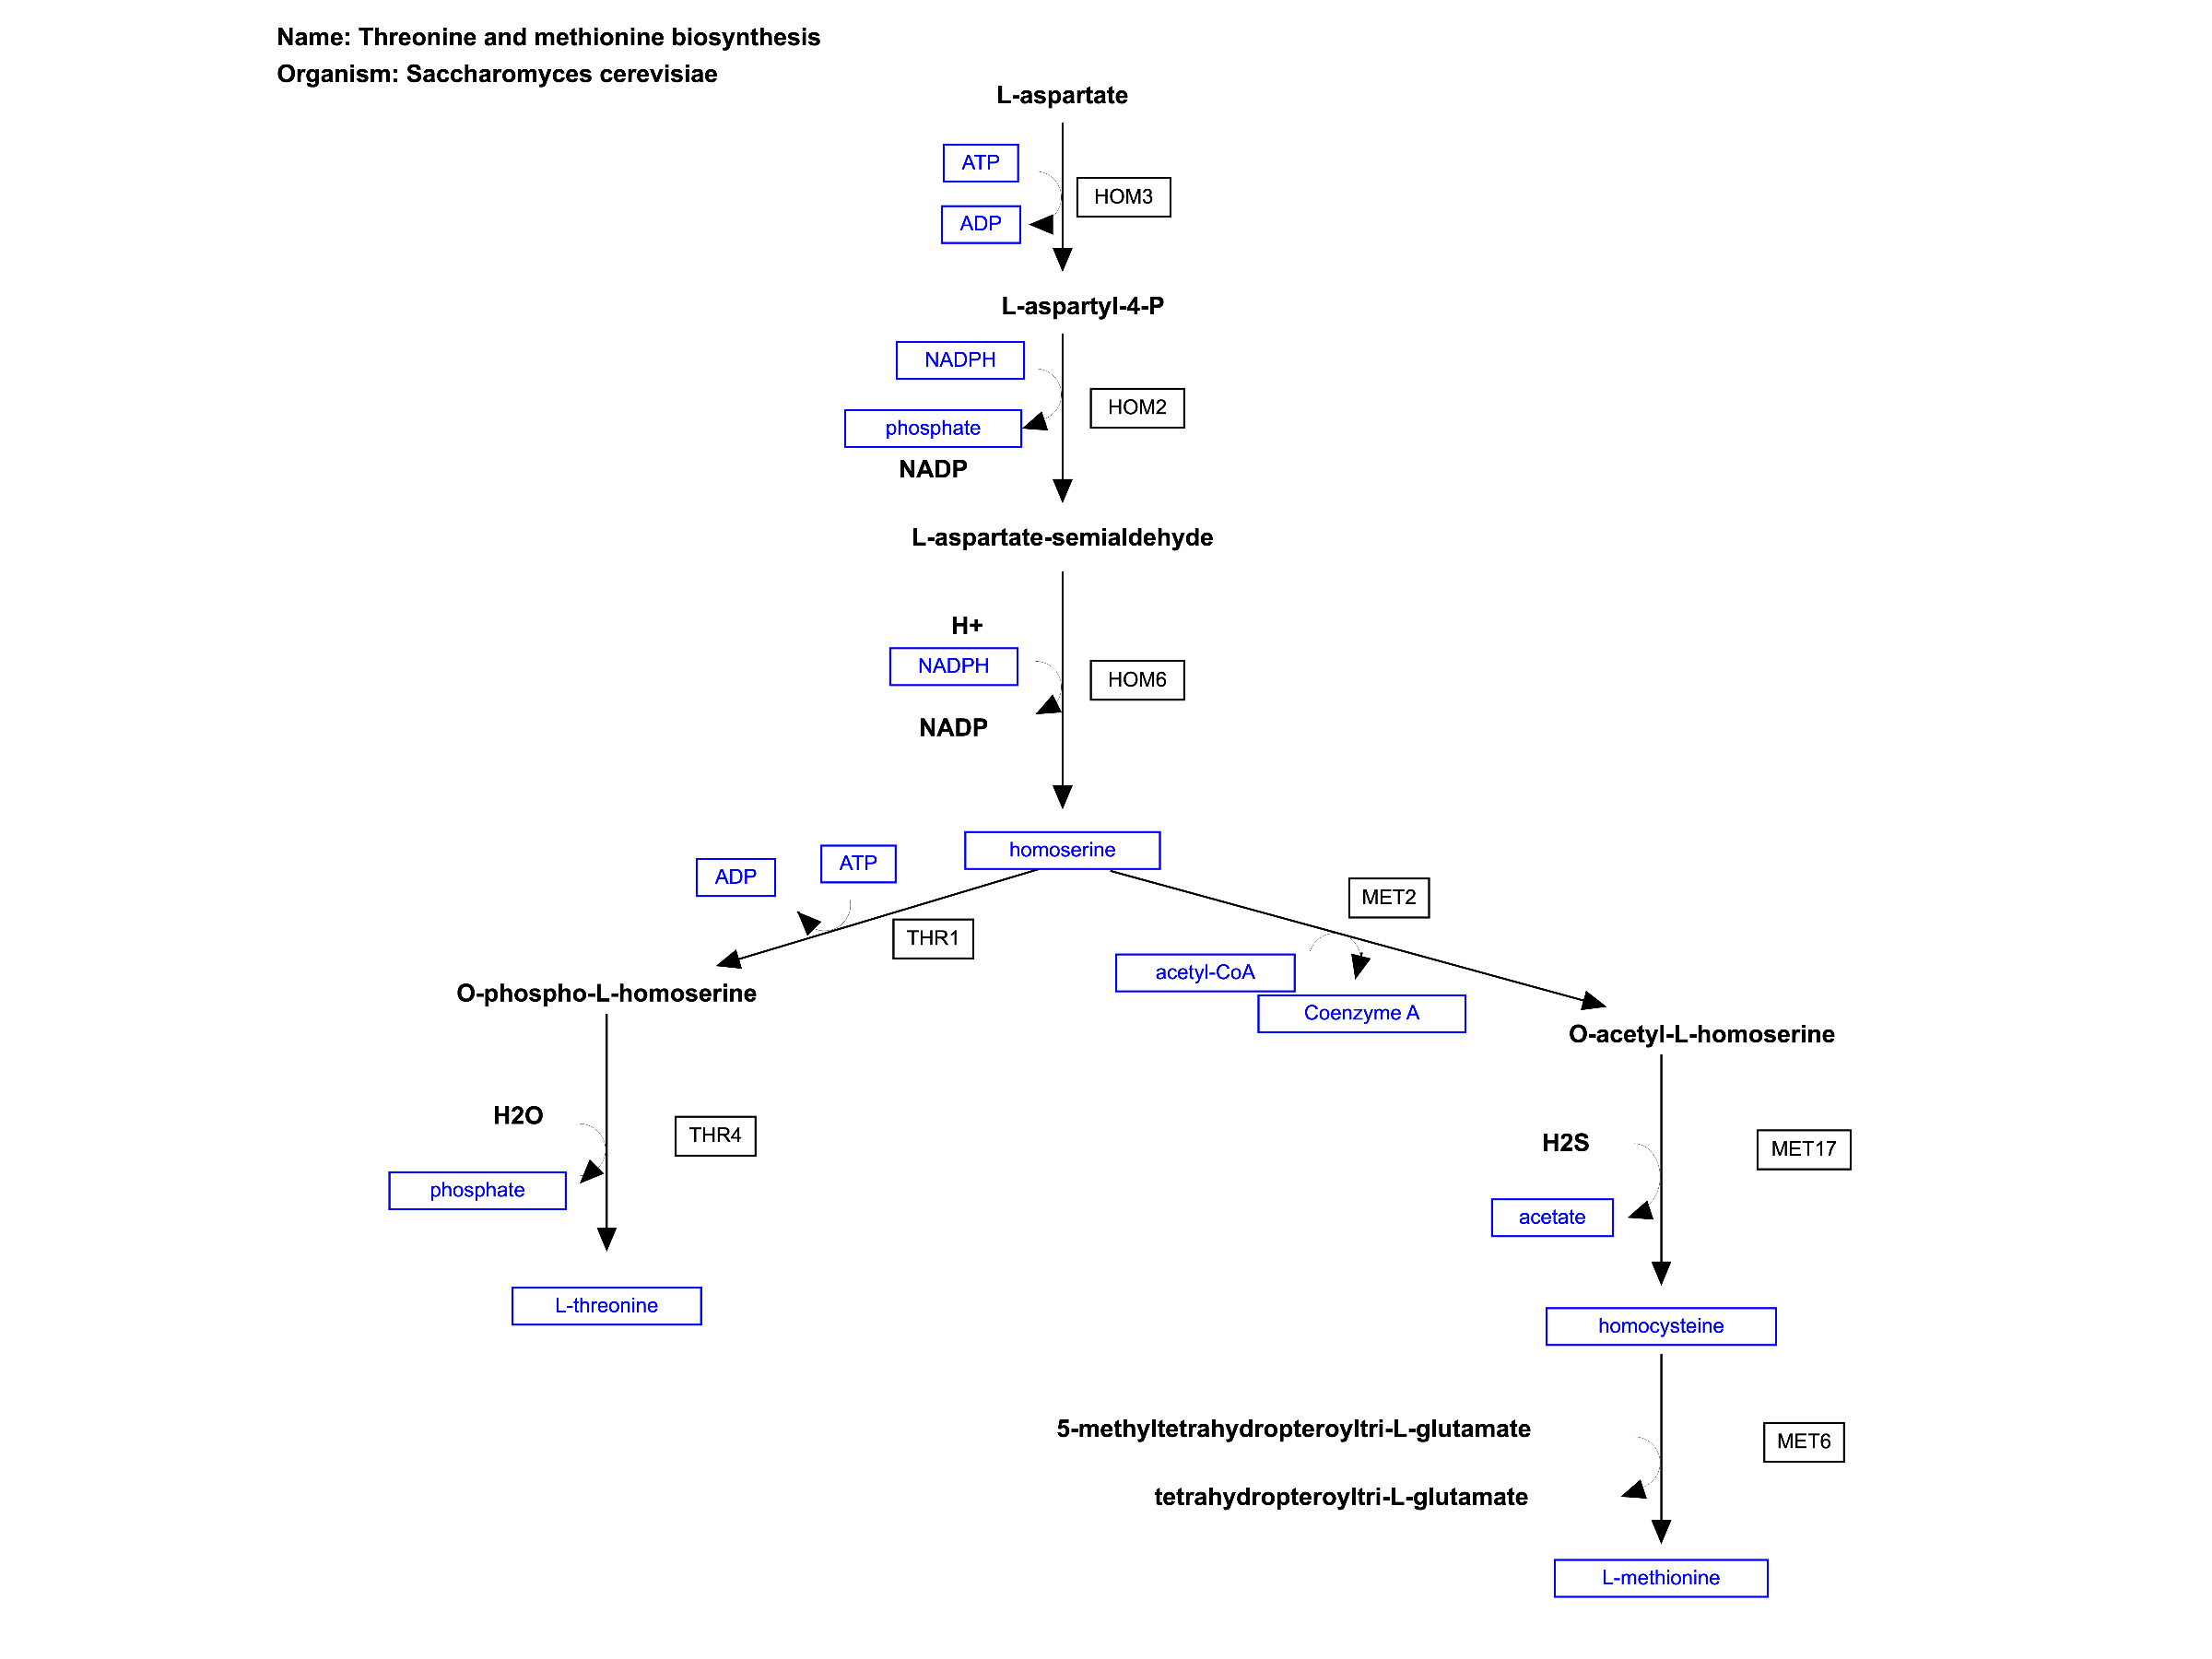 Name: Threonine and methionine biosynthesis
Organism: Saccharomyces cerevisiae
L-aspartate
ATP
HOM3
ADP
L-aspartyl-4-P
NADPH
HOM2
phosphate
NADP
L-aspartate-semialdehyde
H+
NADPH
HOM6
NADP
homoserine
ATP
ADP
MET2
THR1
acetyl-CoA
O-phospho-L-homoserine
Coenzyme A
O-acetyl-L-homoserine
H2O
THR4
H2S
MET17
phosphate
acetate
L-threonine
homocysteine
5-methyltetrahydropteroyltri-L-glutamate
MET6
tetrahydropteroyltri-L-glutamate
L-methionine